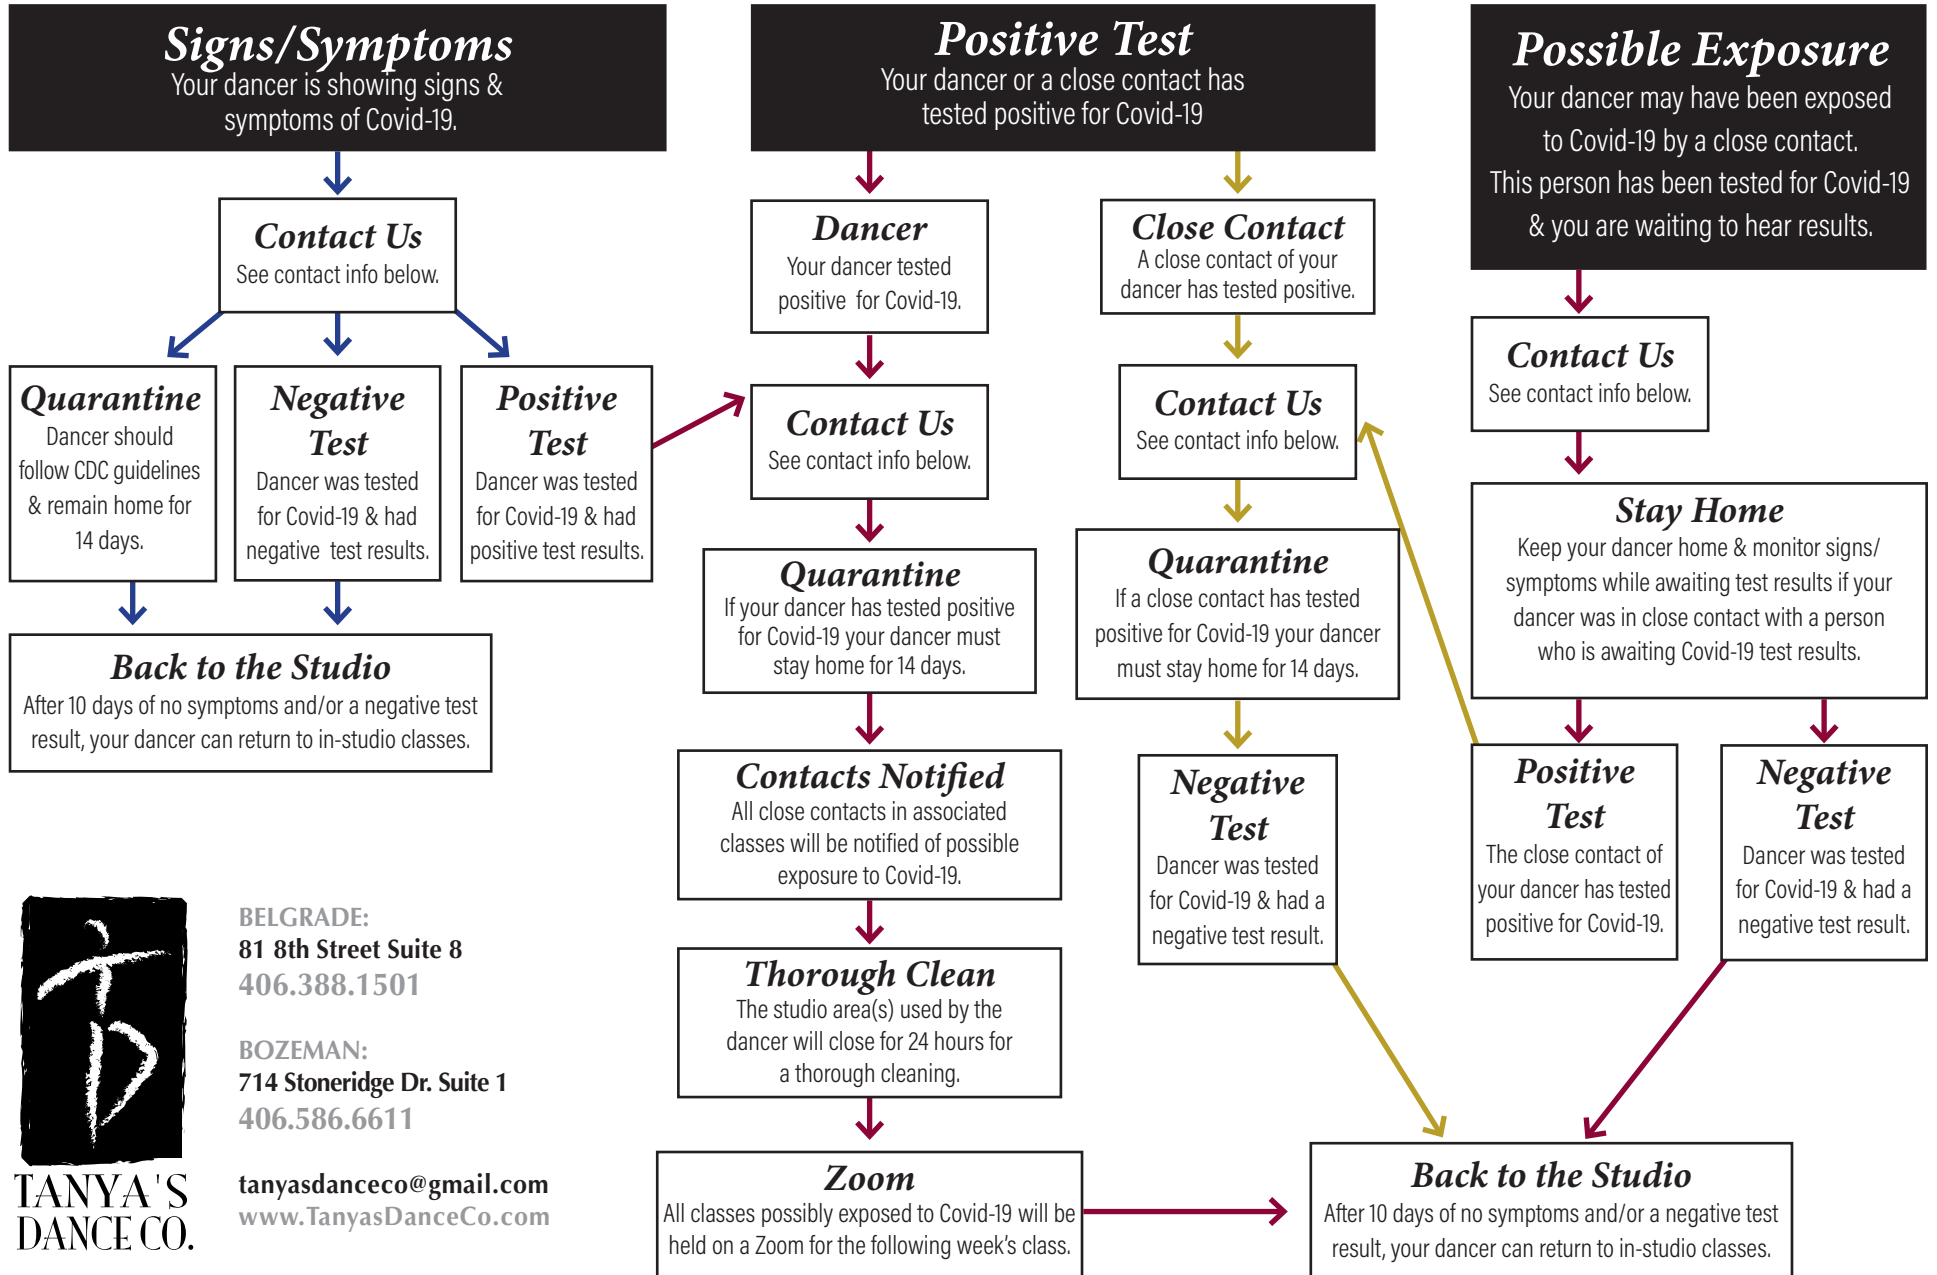 Signs/Symptoms
Your dancer is showing signs &
symptoms of Covid-19.
Contact Us
See contact info below.
Quarantine
Dancer should
follow CDC guidelines
& remain home for
14 days.
Negative
Test
Dancer was tested
for Covid-19 & had
negative test results.
Positive
Test
Dancer was tested
for Covid-19 & had
positive test results.
Back to the Studio
After 10 days of no symptoms and/or a negative test
result, your dancer can return to in-studio classes.
Positive Test
Your dancer or a close contact has
tested positive for Covid-19
Dancer
Your dancer tested
positive for Covid-19.
Contact Us
See contact info below.
Quarantine
If your dancer has tested positive
for Covid-19 your dancer must
stay home for 14 days.
Contacts Notified
All close contacts in associated
classes will be notified of possible
exposure to Covid-19.
Thorough Clean
The studio area(s) used by the
dancer will close for 24 hours for
a thorough cleaning.
Zoom
All classes possibly exposed to Covid-19 will be
held on a Zoom for the following week's class.
Close Contact
A close contact of your
dancer has tested positive.
Contact Us
See contact info below.
Quarantine
If a close contact has tested
positive for Covid-19 your dancer
must stay home for 14 days.
Negative
Test
Dancer was tested
for Covid-19 & had a
negative test result.
Possible Exposure
Your dancer may have been exposed
to Covid-19 by a close contact.
This person has been tested for Covid-19
& you are waiting to hear results.
Contact Us
See contact info below.
Stay Home
Keep your dancer home & monitor signs/
symptoms while awaiting test results if your
dancer was in close contact with a person
who is awaiting Covid-19 test results.
Positive
Test
The close contact of
your dancer has tested
positive for Covid-19.
Negative
Test
Dancer was tested
for Covid-19 & had a
negative test result.
Back to the Studio
After 10 days of no symptoms and/or a negative test
result, your dancer can return to in-studio classes.
TD
TANYA'S
DANCE CO.
BELGRADE:
81 8th Street Suite 8
406.388.1501
BOZEMAN:
714 Stoneridge Dr. Suite 1
406.586.6611
tanyasdanceco@gmail.com
www.TanyasDanceCo.com